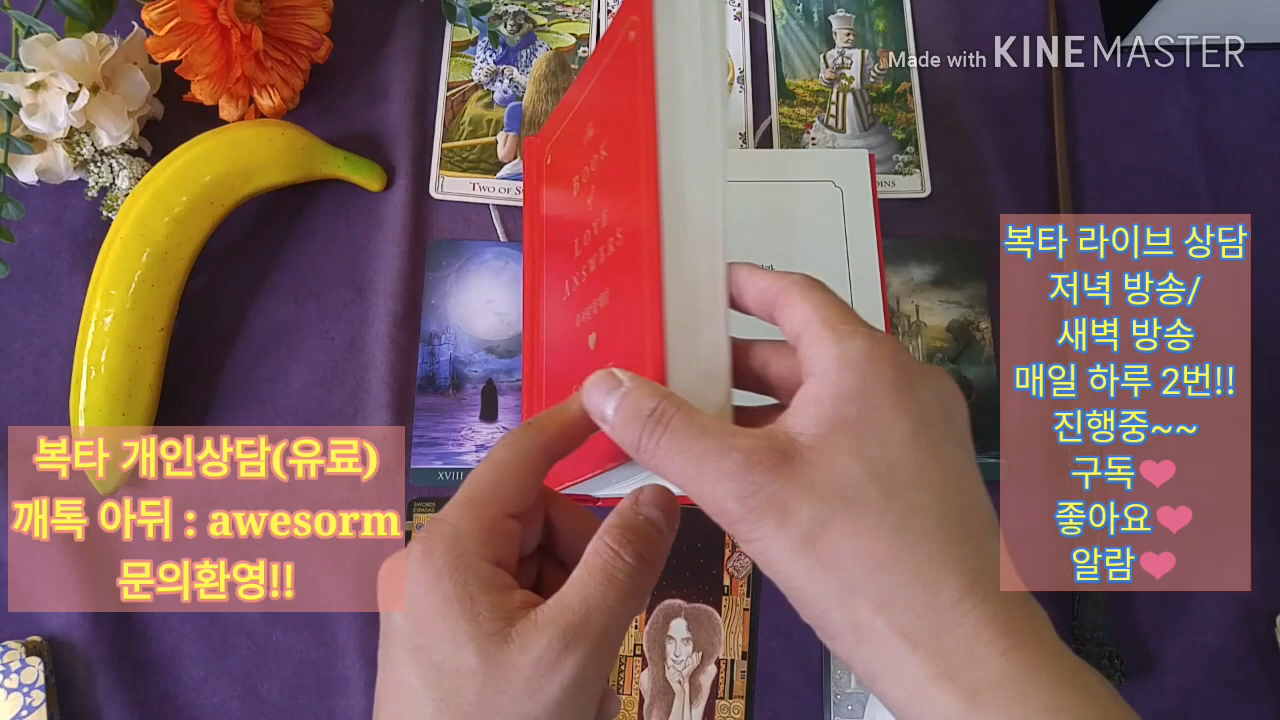 Made with KINEMASTER
TWO OF
BOOK
of
LOVE
ANSWERS
XVIII
SWORDS
ESPADAS
복타 라이브 상담
저녁 방송/
새벽 방송
매일 하루 2번!!
진행중~~
구독❤
좋아요❤
알람❤
복타 개인상담(유료)
깨톡 아뒤 : awesorm
문의환영!!